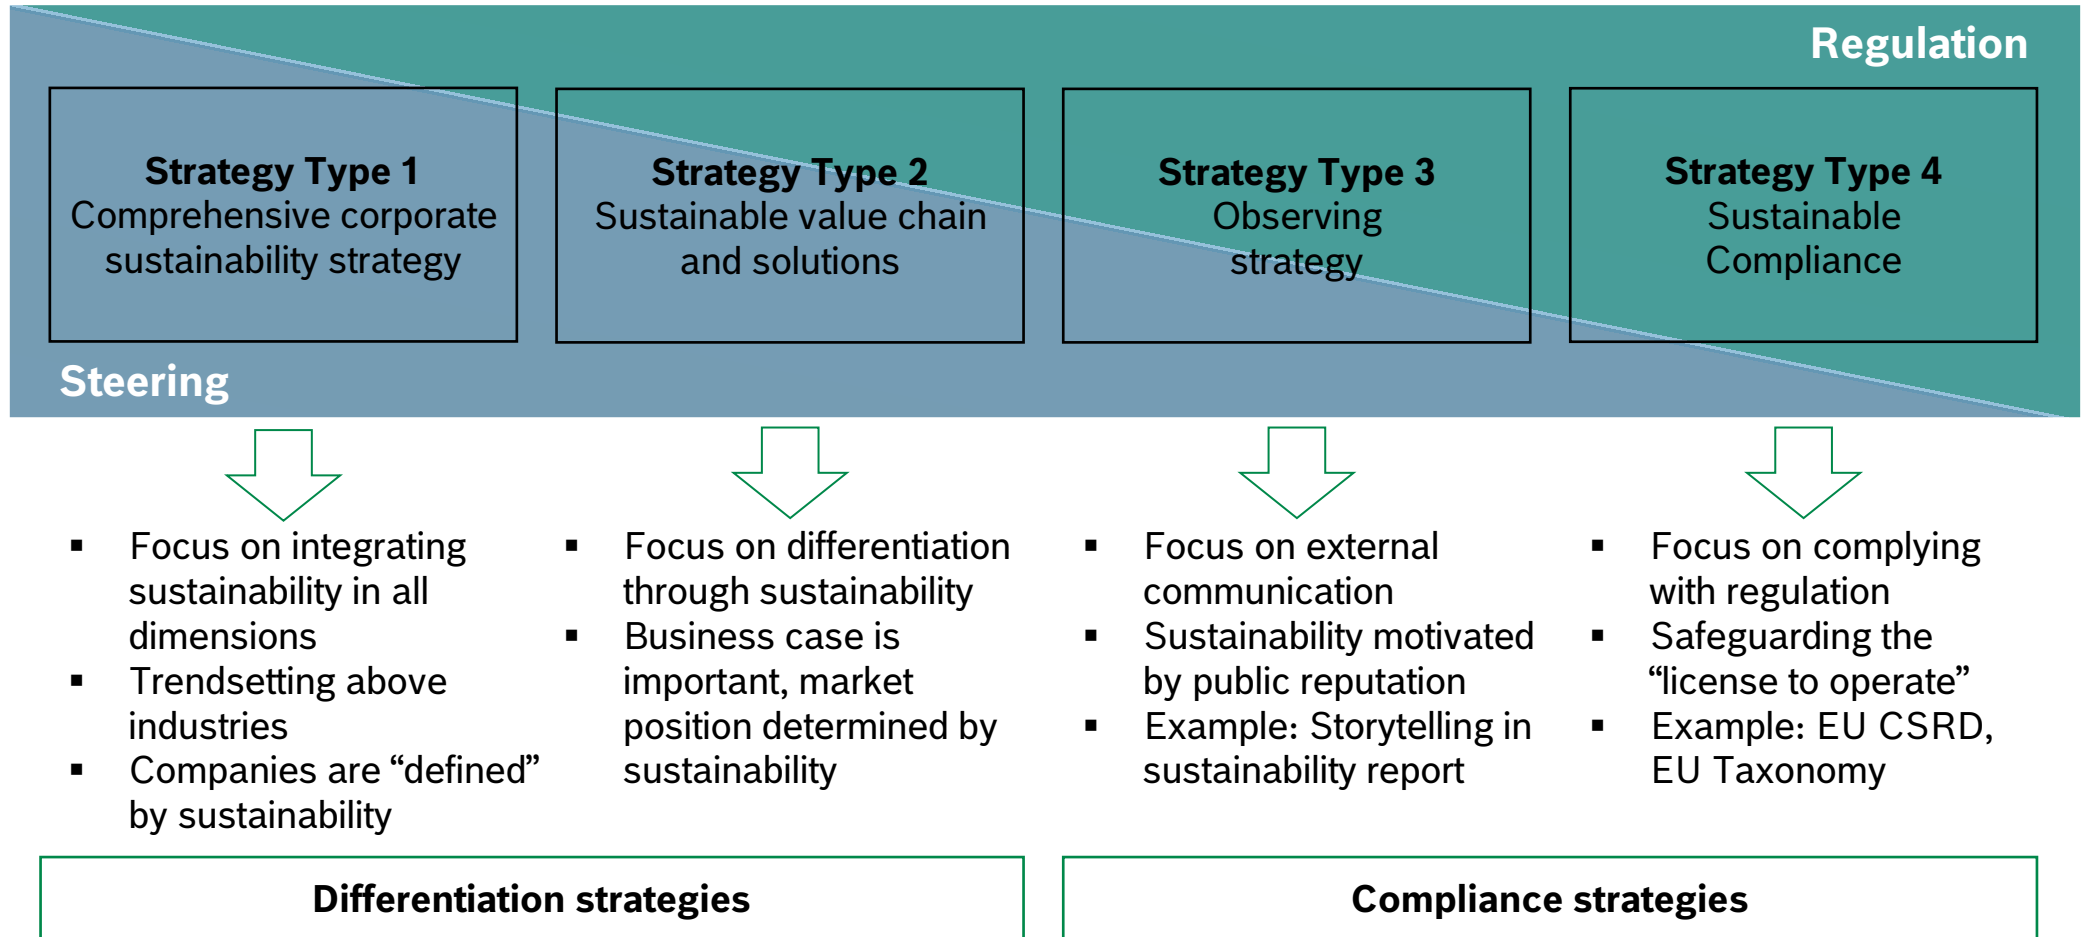 Regulation
Strategy Type 1
Comprehensive corporate
sustainability strategy
Strategy Type 2
Sustainable value chain
and solutions
Strategy Type 3
Observing
strategy
Strategy Type 4
Sustainable
Compliance
Steering
▪ Focus on integrating
sustainability in all
dimensions
▪ Trendsetting above
industries
▪ Companies are “defined”
by sustainability
▪ Focus on differentiation
through sustainability
▪ Business case is
important, market
position determined by
sustainability
▪ Focus on external
communication
▪ Sustainability motivated
by public reputation
▪ Example: Storytelling in
sustainability report
▪ Focus on complying
with regulation
▪ Safeguarding the
“license to operate”
▪ Example: EU CSRD,
EU Taxonomy
Differentiation strategies
Compliance strategies